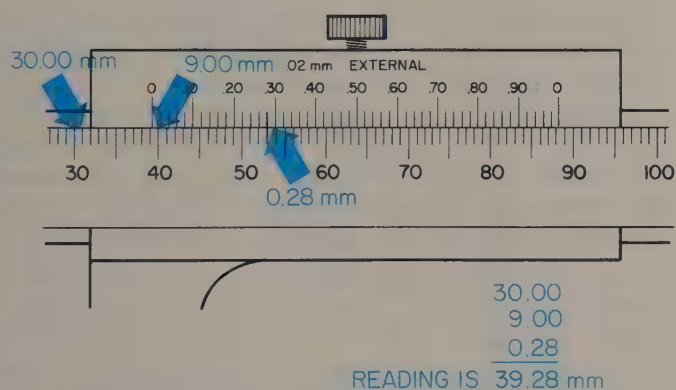 30.00 mm
9.00 mm .02 mm EXTERNAL
0 .10 .20 .30 .40 .50 .60 .70 .80 .90 0
30 40 50 60 70 80 90 100
0.28 mm
30.00
9.00
0.28
READING IS 39.28 mm